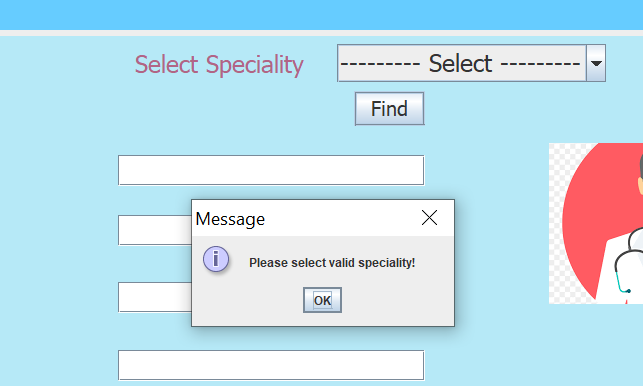 Select Speciality
--------- Select ---------
Find
Message
Please select valid speciality!
OK